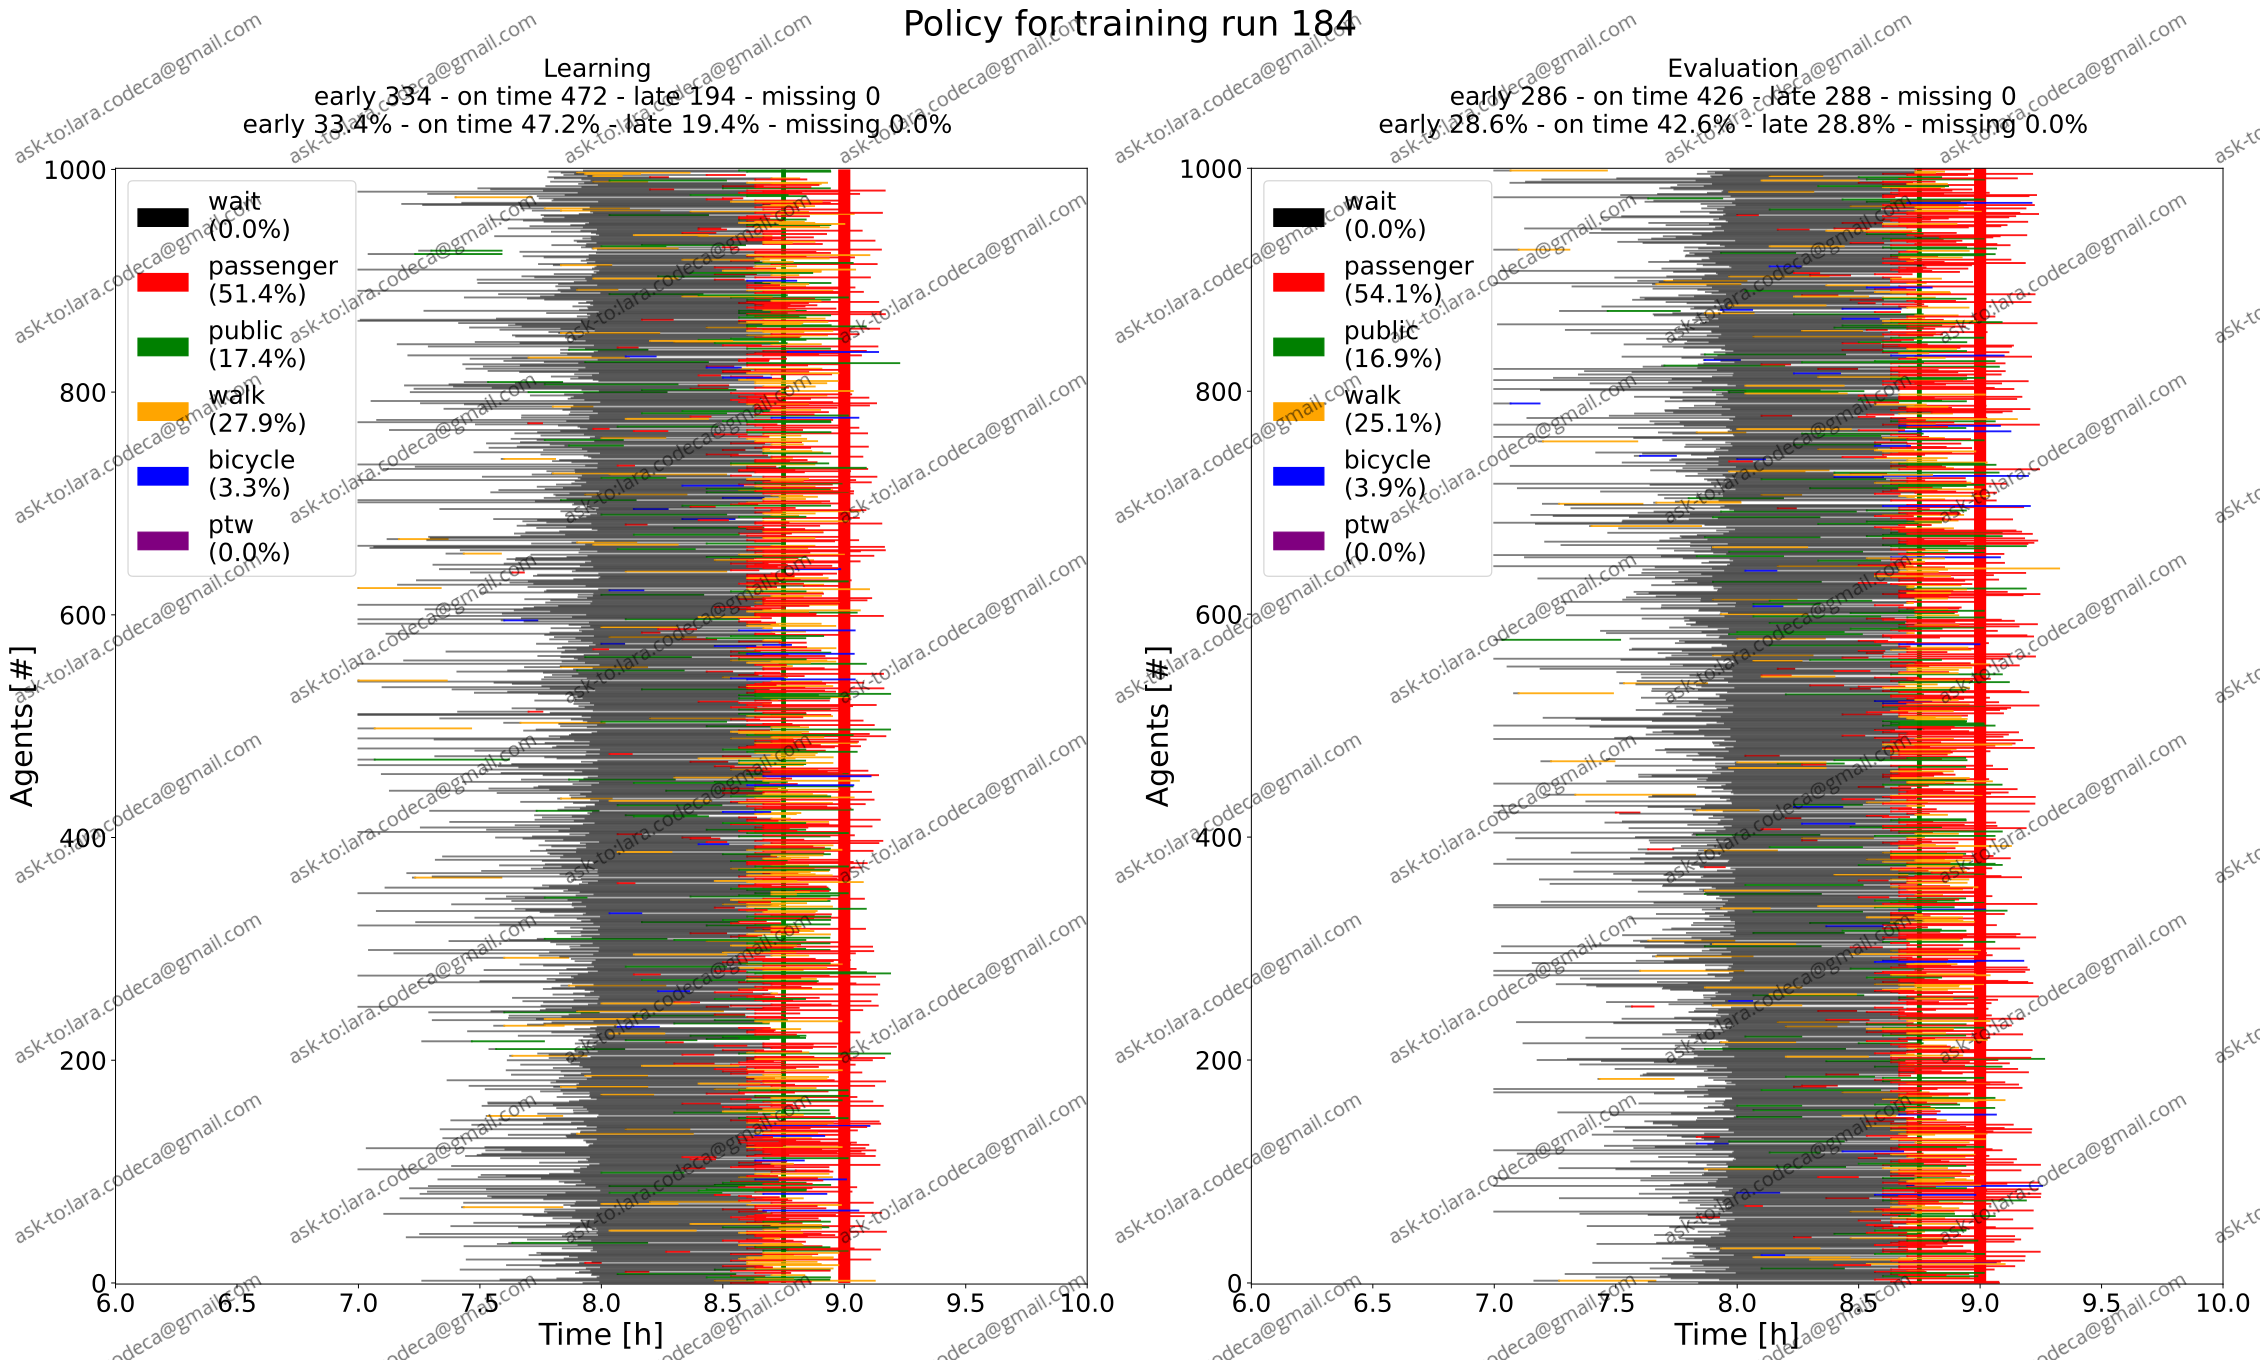 Policy for training run 184
Learning
early 334 - on time 472 - late 194 - missing 0
early 33.4% - on time 47.2% - late 19.4% - missing 0.0%
1000
800
600
400
200
0
Agents [#]
wait
(0.0%)
passenger
(51.4%)
public
(17.4%)
walk
(27.9%)
bicycle
(3.3%)
ptw
(0.0%)
6.0 6.5 7.0 7.5 8.0 8.5 9.0 9.5 10.0
Time [h]
Evaluation
early 286 - on time 426 - late 288 - missing 0
early 28.6% - on time 42.6% - late 28.8% - missing 0.0%
1000
800
600
400
200
0
Agents [#]
wait
(0.0%)
passenger
(54.1%)
public
(16.9%)
walk
(25.1%)
bicycle
(3.9%)
ptw
(0.0%)
6.0 6.5 7.0 7.5 8.0 8.5 9.0 9.5 10.0
Time [h]
ask-to:lara.codeca@gmail.com